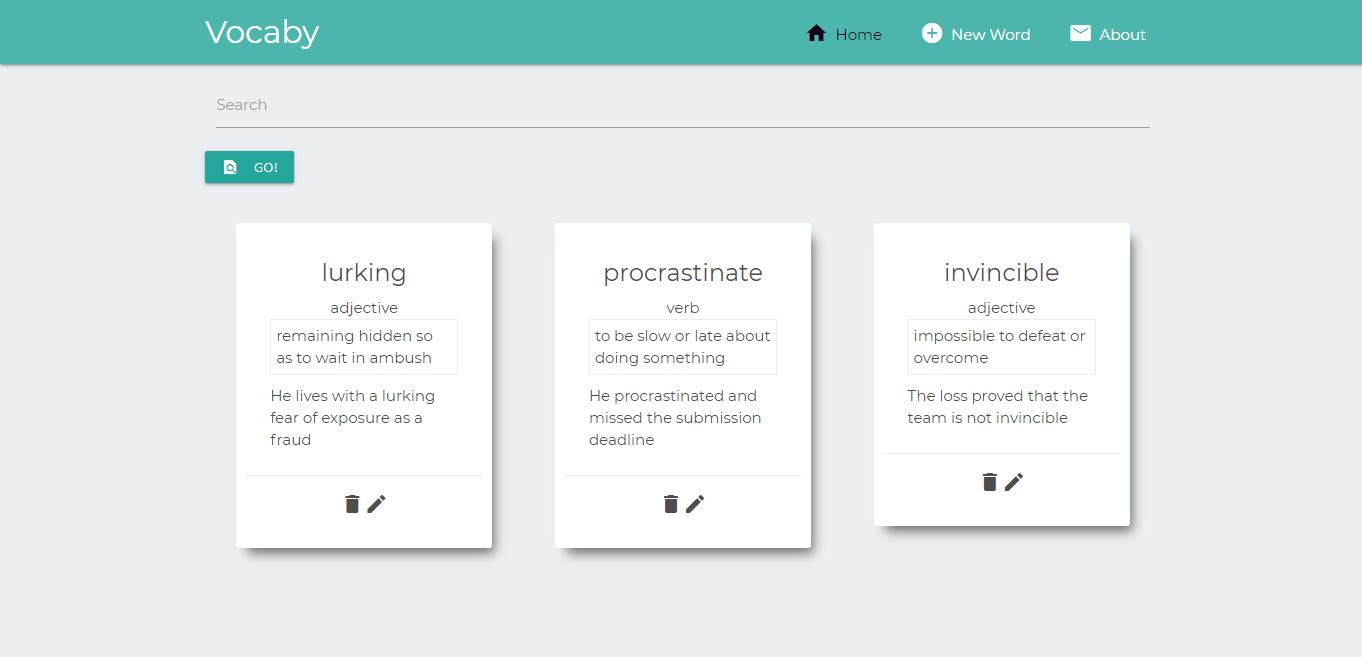 Vocaby
Home
New Word
About
Search
GO!
lurking
adjective
remaining hidden so
as to wait in ambush
He lives with a lurking
fear of exposure as a
fraud
procrastinate
verb
to be slow or late about
doing something
He procrastinated and
missed the submission
deadline
invincible
adjective
impossible to defeat or
overcome
The loss proved that the
team is not invincible